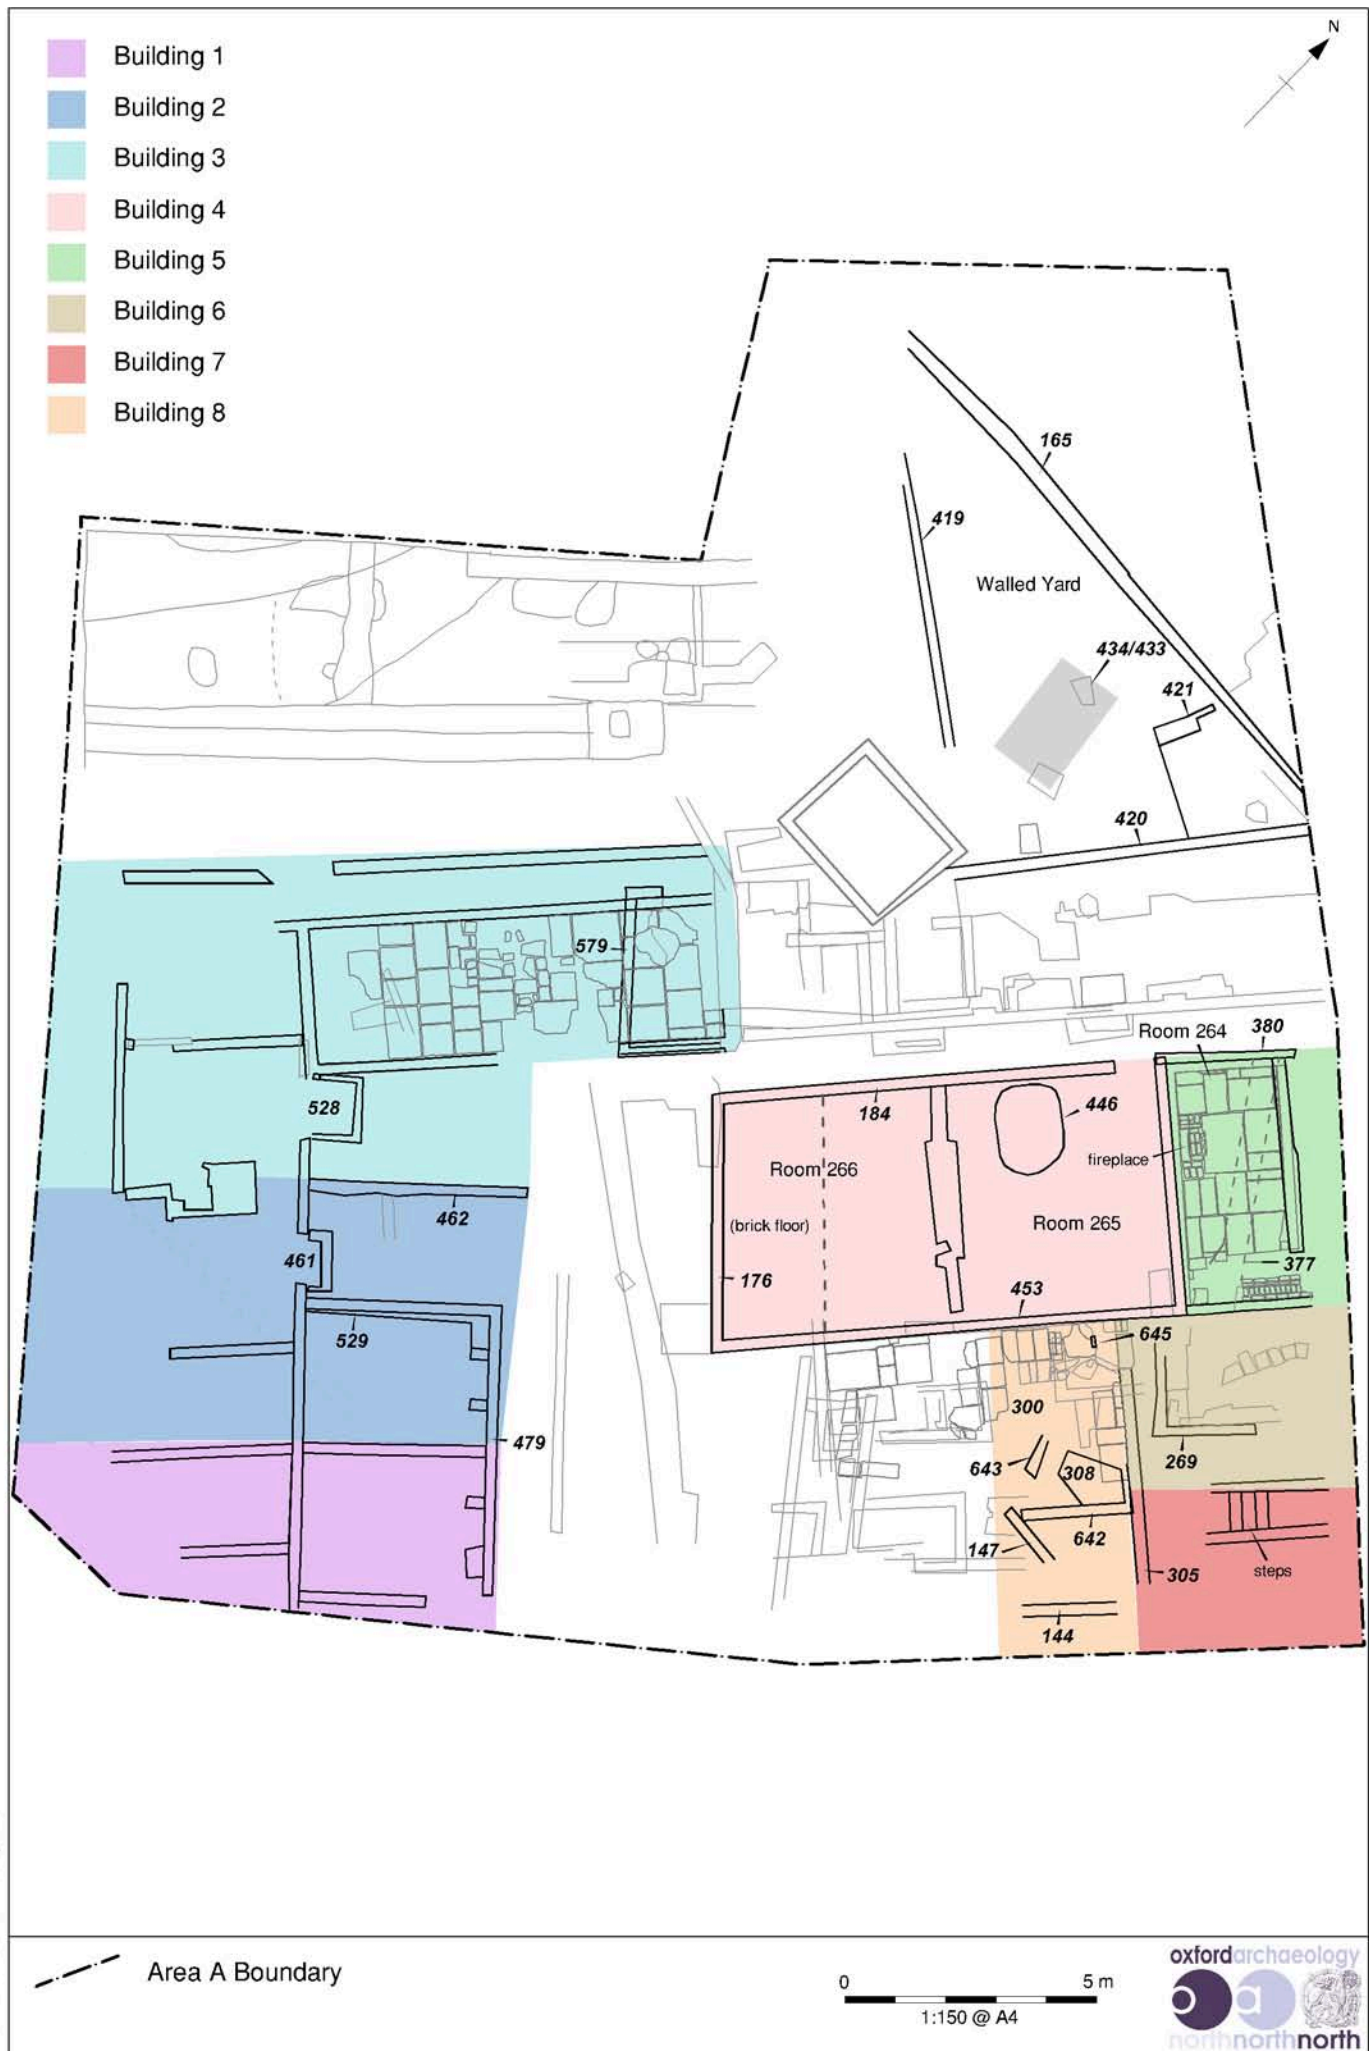 N
Building 1
Building 2
Building 3
Building 4
Building 5
Building 6
Building 7
Building 8
165
419
Walled Yard
434/433
421
420
579
Room 264 380
528
184
446
fireplace
Room 266
462
(brick floor)
Room 265
461
176
377
453
529
645
300
479
643
308
269
642
147
305
steps
144
Area A Boundary
0 5 m
1:150 @ A4
oxfordarchaeology
oa
northnorthnorth